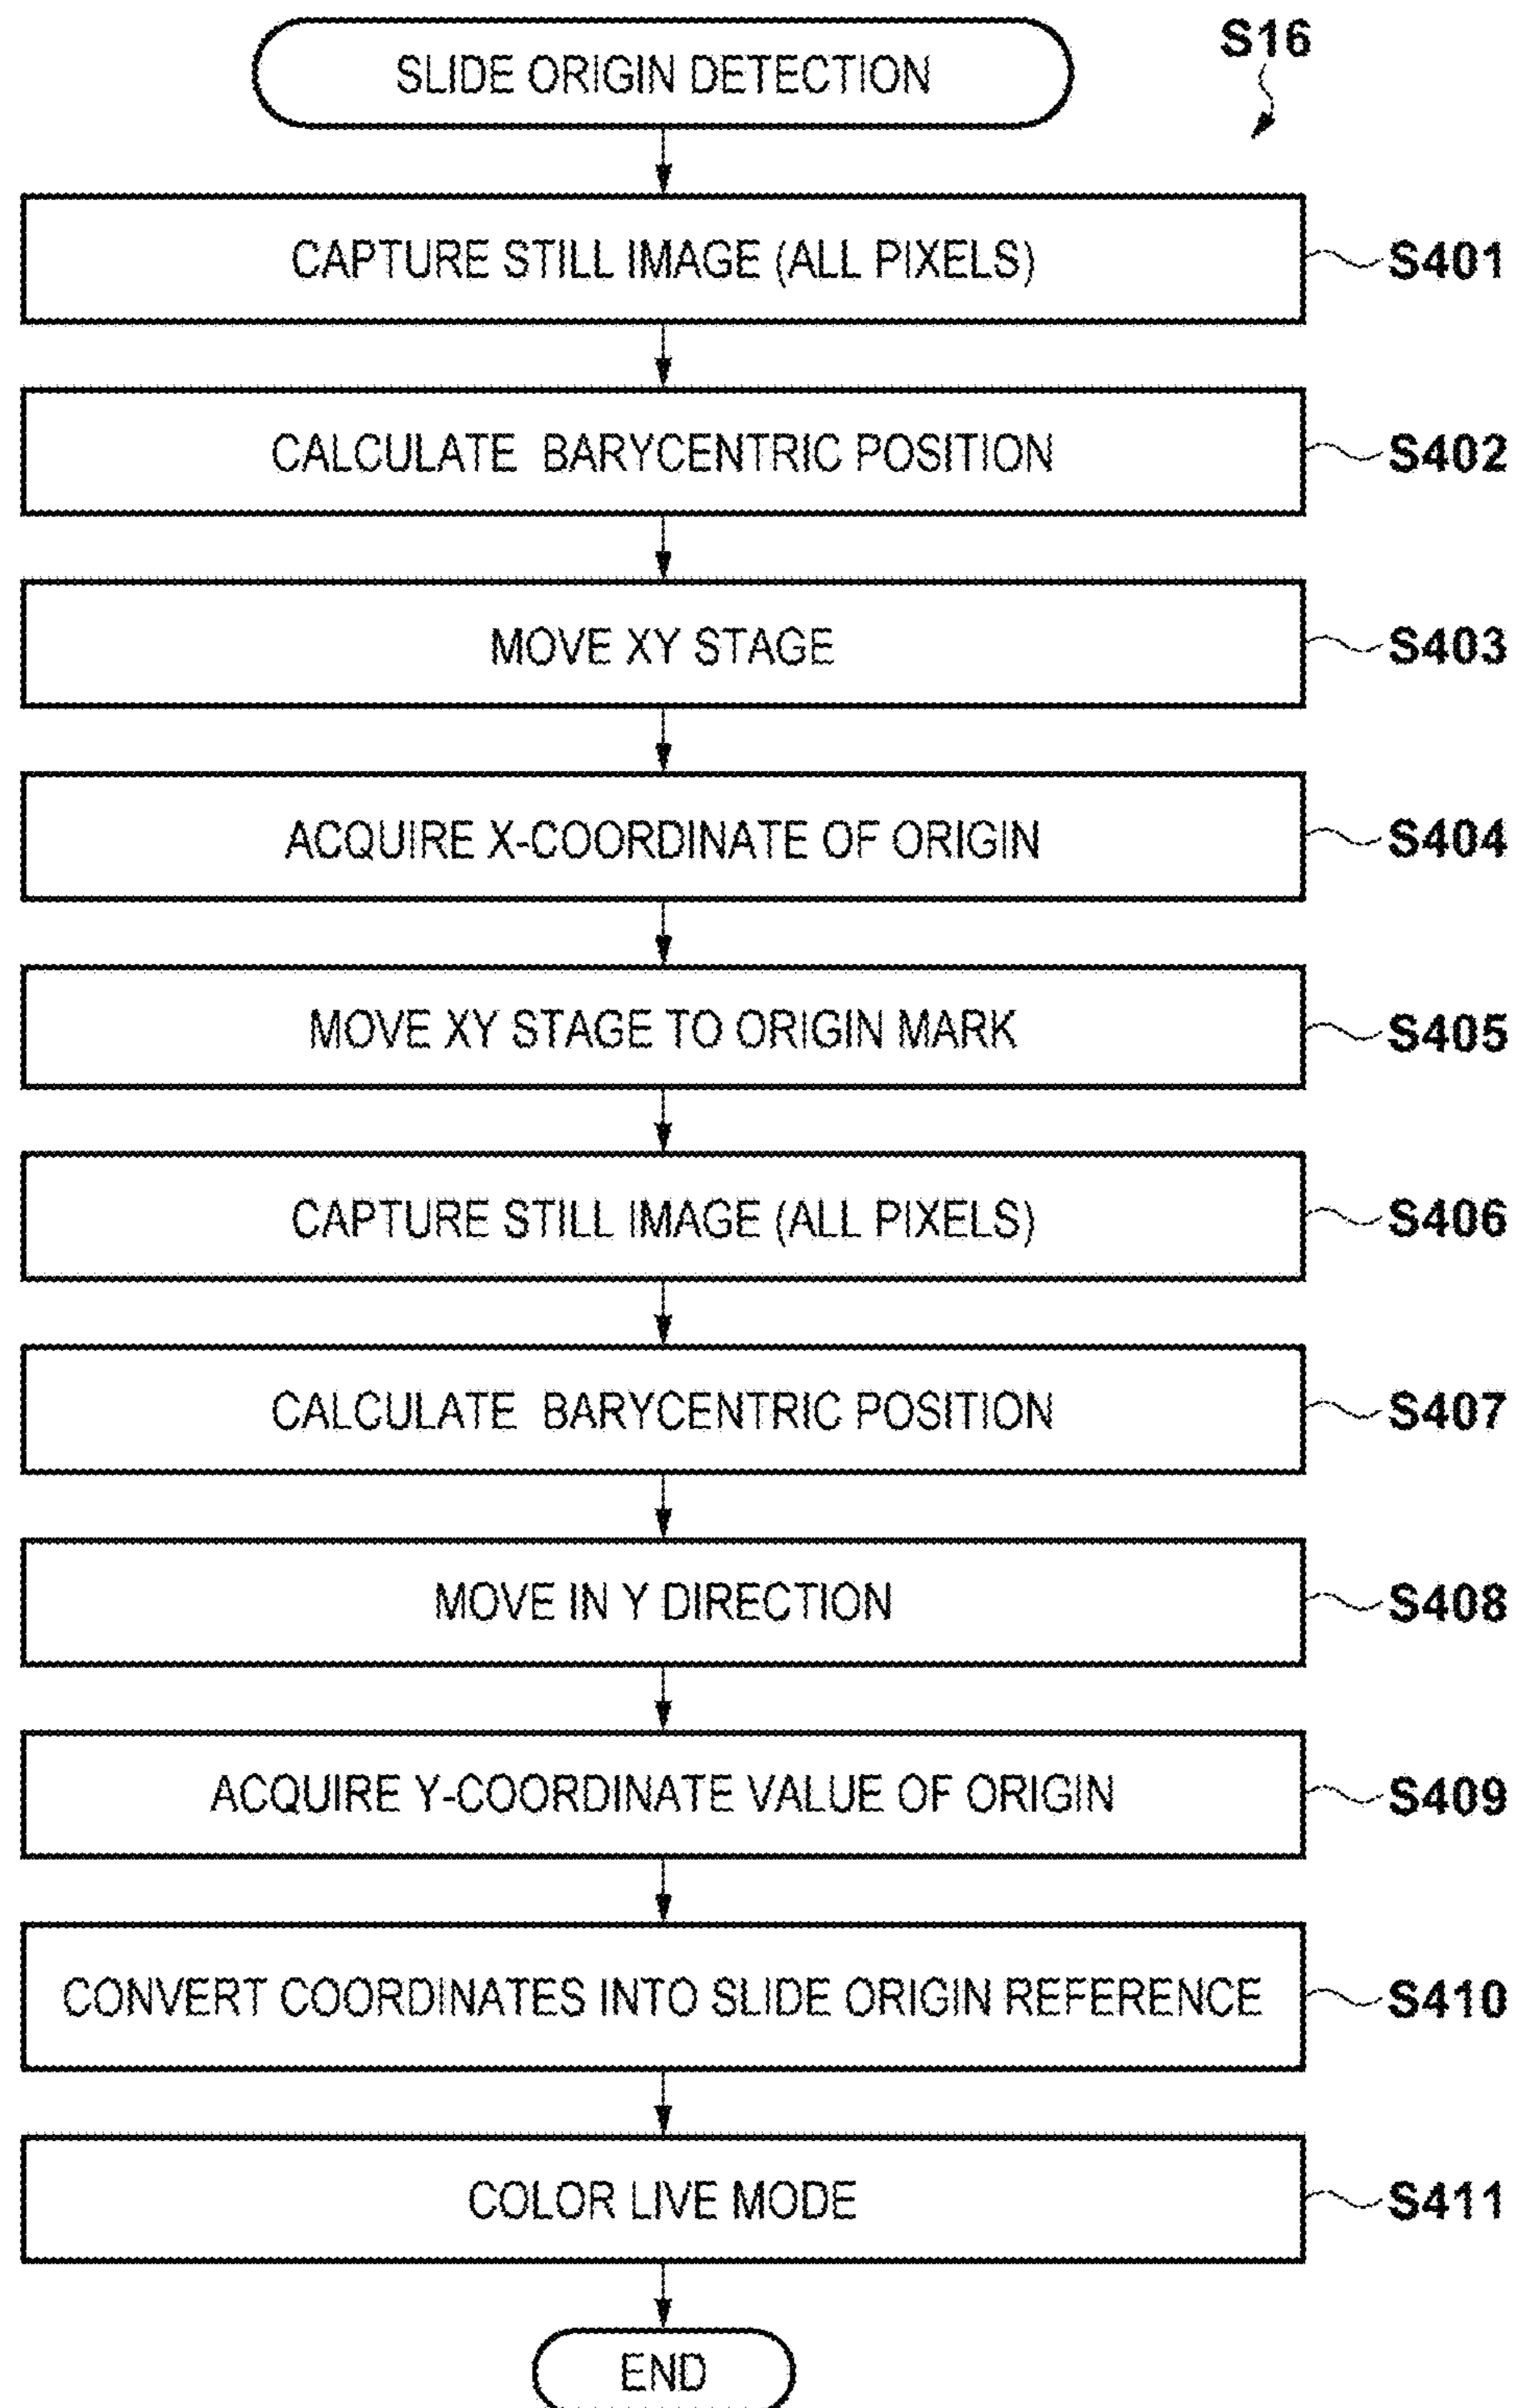 SLIDE ORIGIN DETECTION
S16
CAPTURE STILL IMAGE (ALL PIXELS)
S401
CALCULATE BARYCENTRIC POSITION
S402
MOVE XY STAGE
S403
ACQUIRE X-COORDINATE OF ORIGIN
S404
MOVE XY STAGE TO ORIGIN MARK
S405
CAPTURE STILL IMAGE (ALL PIXELS)
S406
CALCULATE BARYCENTRIC POSITION
S407
MOVE IN Y DIRECTION
S408
ACQUIRE Y-COORDINATE VALUE OF ORIGIN
S409
CONVERT COORDINATES INTO SLIDE ORIGIN REFERENCE
S410
COLOR LIVE MODE
S411
END